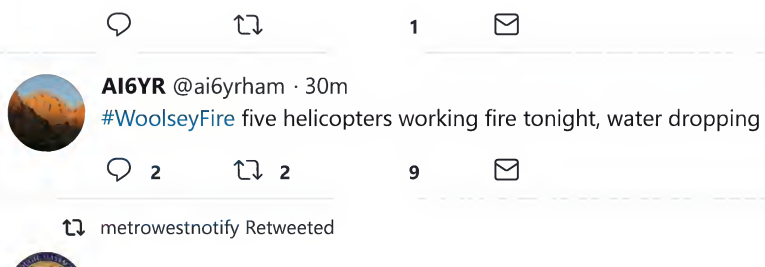 1
AI6YR @ai6yrham · 30m
#WoolseyFire five helicopters working fire tonight, water dropping
2 2 9
metrowestnotify Retweeted